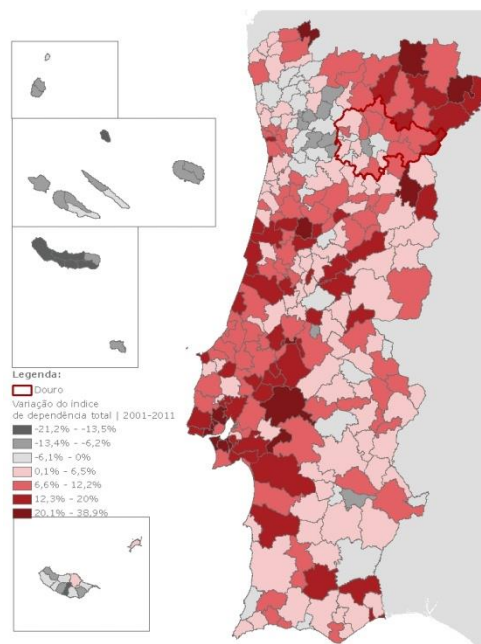 Legenda:
Douro
Variação do índice
de dependência total | 2001-2011
-21,2% - -13,5%
-13,4% - -6,2%
-6,1% - 0%
0,1% - 6,5%
6,6% - 12,2%
12,3% - 20%
20,1% - 38,9%